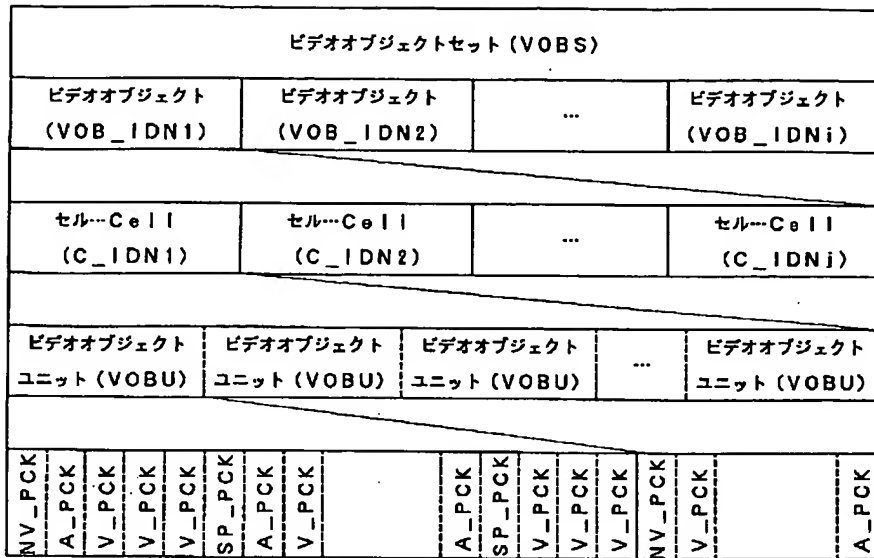 ビデオオブジェクトセット(VOBS)
ビデオオブジェクト
(VOB_IDN1)
ビデオオブジェクト
(VOB_IDN2)
…
ビデオオブジェクト
(VOB_IDNi)
セル…Cell
(C_IDN1)
セル…Cell
(C_IDN2)
…
セル…Cell
(C_IDNj)
ビデオオブジェクト
ユニット(VOBU)
ビデオオブジェクト
ユニット(VOBU)
ビデオオブジェクト
ユニット(VOBU)
…
ビデオオブジェクト
ユニット(VOBU)
NV_PCK
A_PCK
V_PCK
V_PCK
V_PCK
SP_PCK
A_PCK
V_PCK
A_PCK
SP_PCK
V_PCK
V_PCK
V_PCK
NV_PCK
V_PCK
A_PCK